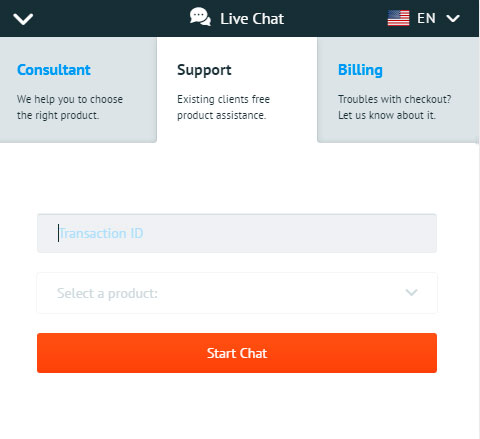 Live Chat
EN
Consultant
We help you to choose
the right product.
Support
Existing clients free
product assistance.
Billing
Troubles with checkout?
Let us know about it.
Transaction ID
Select a product:
Start Chat